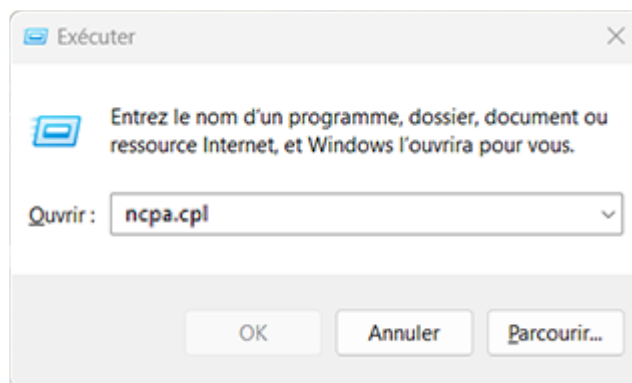 Exécuter
Entrez le nom d'un programme, dossier, document ou
ressource Internet, et Windows l'ouvrira pour vous.
Ouvrir : ncpa.cpl
OK Annuler Parcourir...